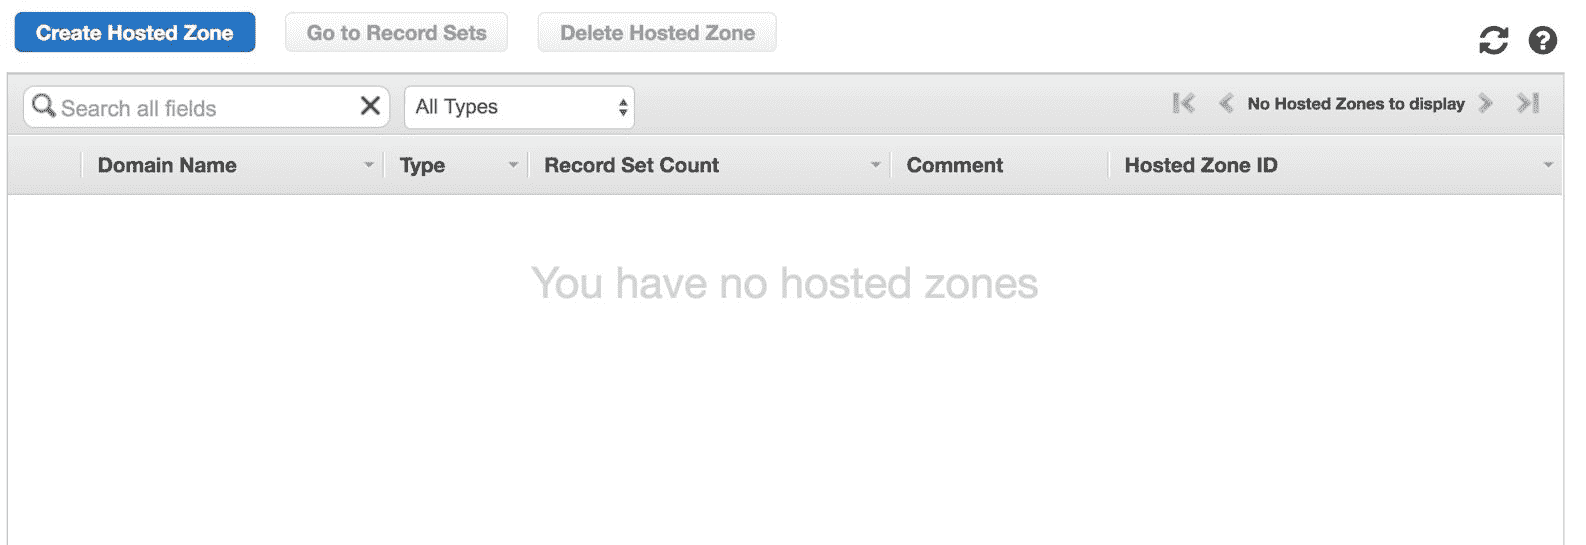 Create Hosted Zone Go to Record Sets Delete Hosted Zone
Search all fields All Types No Hosted Zones to display
Domain Name Type Record Set Count Comment Hosted Zone ID
You have no hosted zones